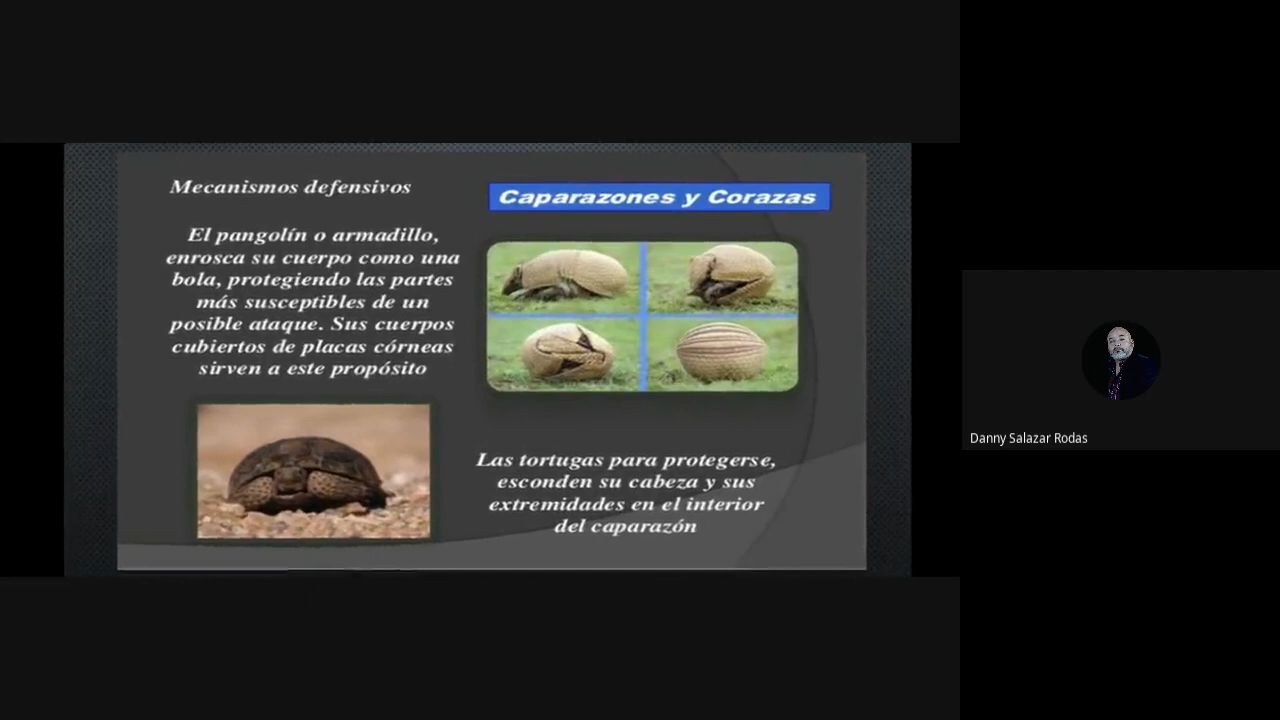 Mecanismos defensivos
El pangolín o armadillo,
enrosca su cuerpo como una
bola, protegiendo las partes
más susceptibles de un
posible ataque. Sus cuerpos
cubiertos de placas córneas
sirven a este propósito
Caparazones y Corazas
Las tortugas para protegerse,
esconden su cabeza y sus
extremidades en el interior
del caparazón
Danny Salazar Rodas